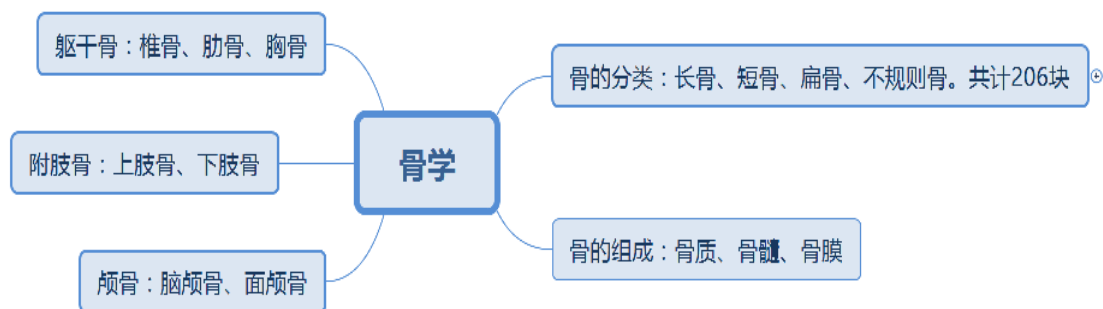 躯干骨：椎骨、肋骨、胸骨
骨的分类：长骨、短骨、扁骨、不规则骨。共计206块
附肢骨：上肢骨、下肢骨
骨学
骨的组成：骨质、骨髓、骨膜
颅骨：脑颅骨、面颅骨